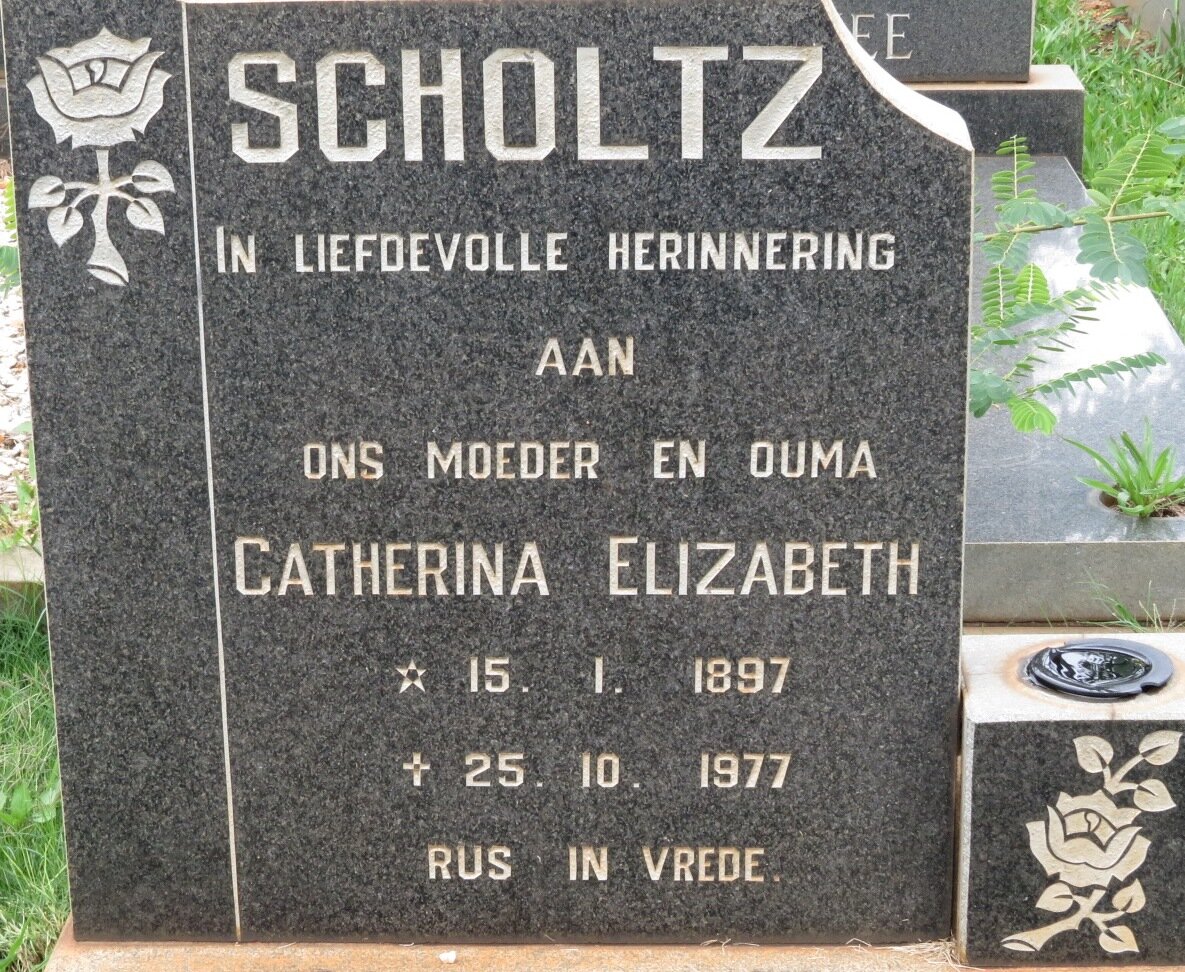 SCHOLTZ
IN LIEFDEVOLLE HERINNERING
AAN
ONS MOEDER EN OUMA
CATHERINA ELIZABETH
☆ 15. 1. 1897
✝ 25. 10. 1977
RUS IN VREDE.